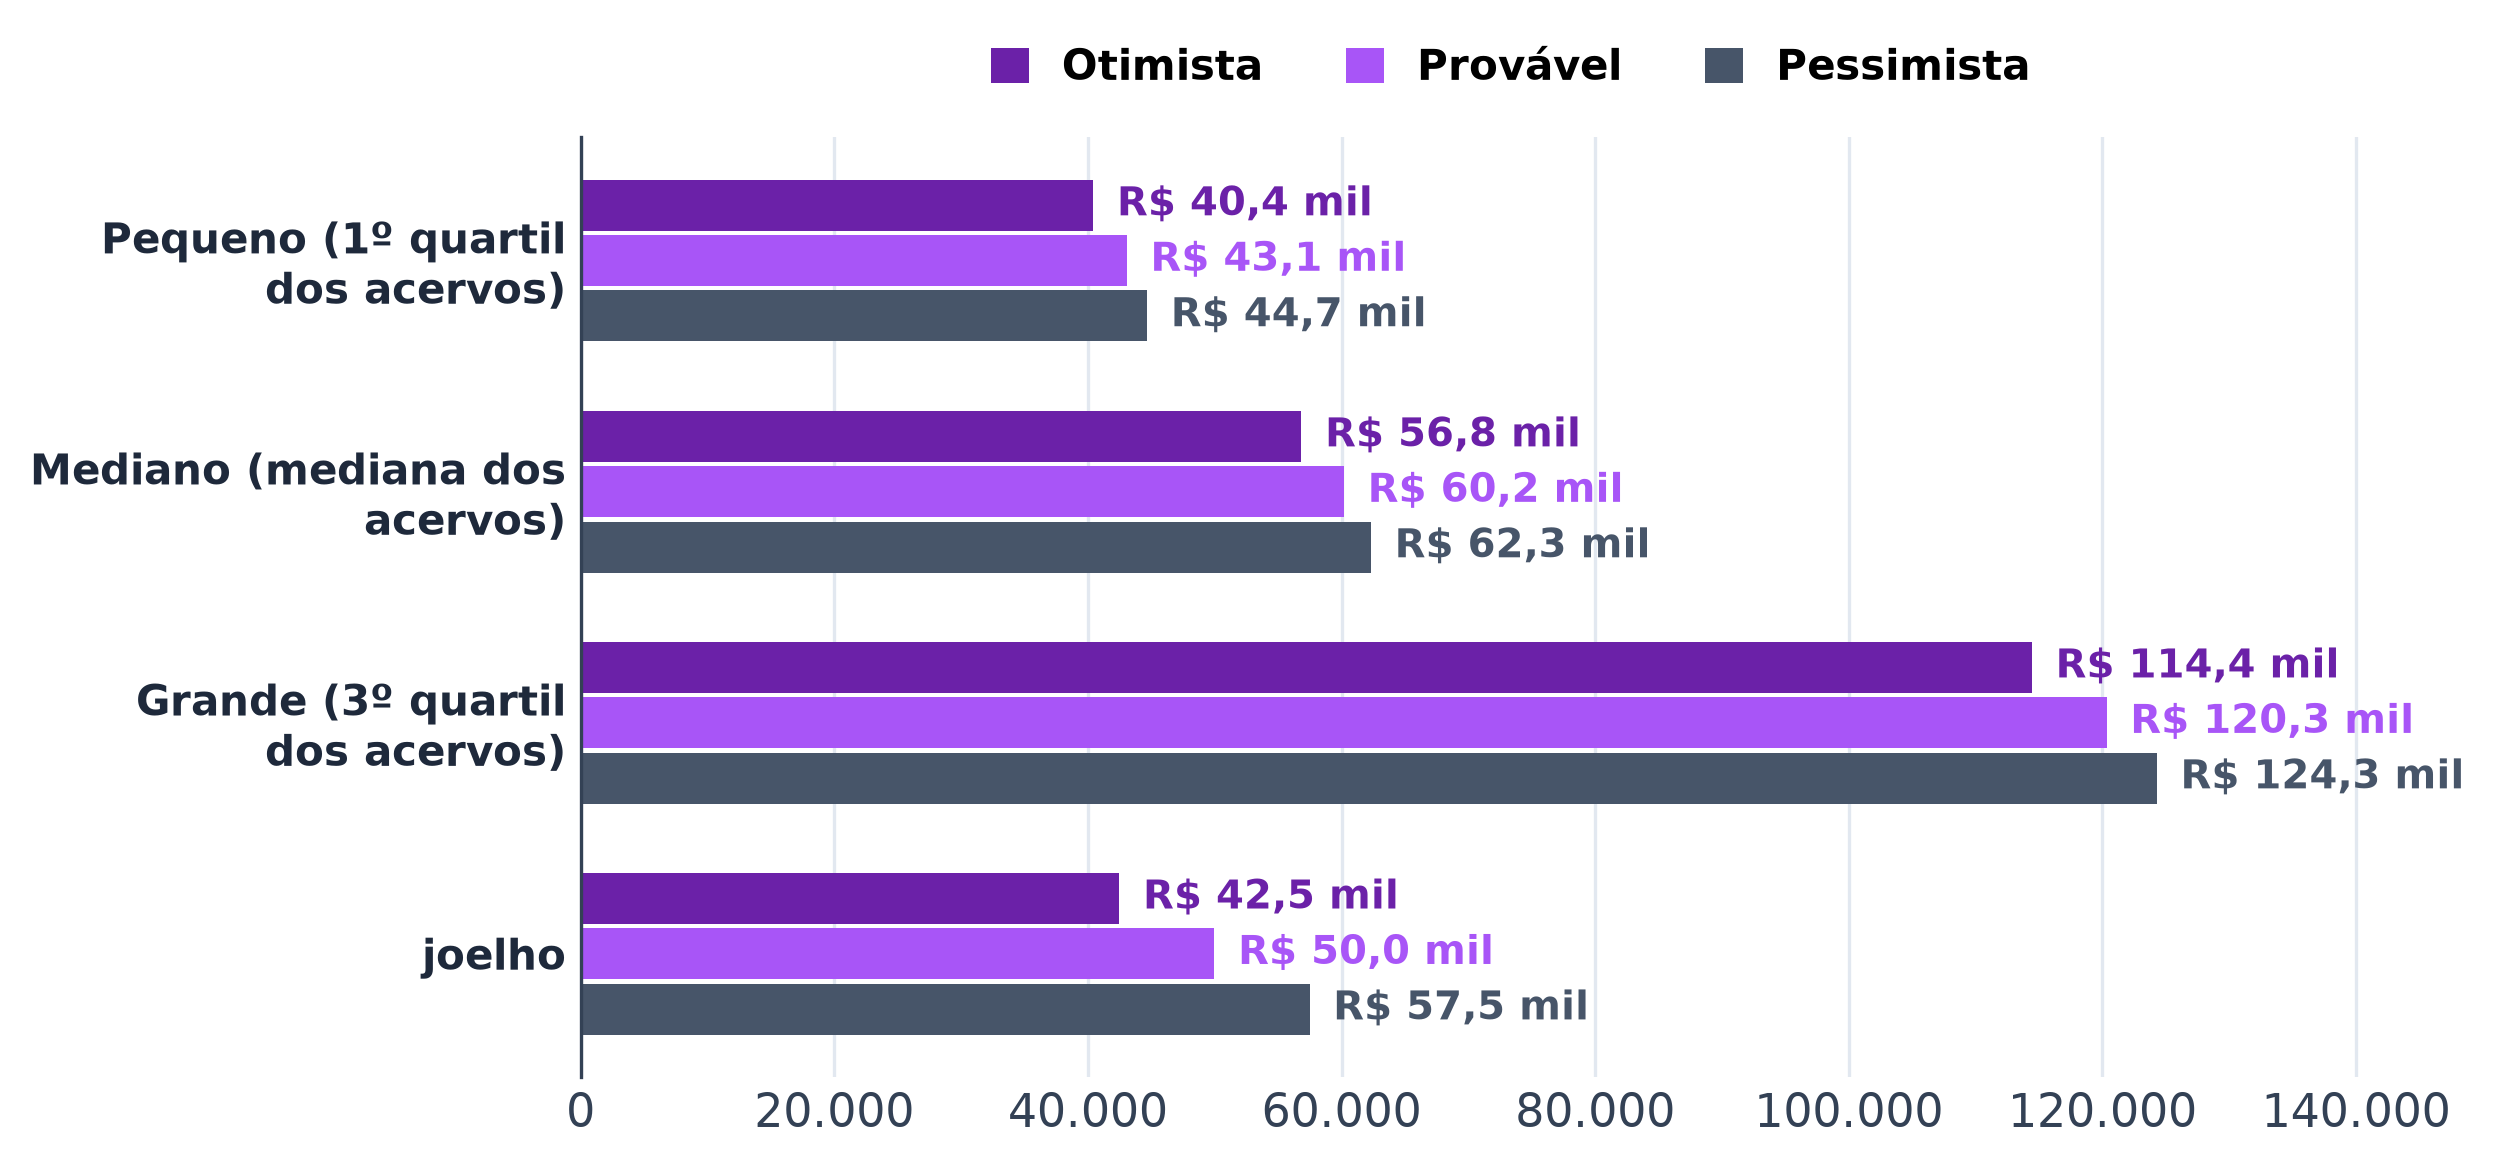 Otimista Provável Pessimista
R$ 40,4 mil
Pequeno (1º quartil
dos acervos)
R$ 43,1 mil
R$ 44,7 mil
R$ 56,8 mil
Mediano (mediana dos
acervos)
R$ 60,2 mil
R$ 62,3 mil
R$ 114,4 mil
Grande (3º quartil
dos acervos)
R$ 120,3 mil
R$ 124,3 mil
R$ 42,5 mil
joelho
R$ 50,0 mil
R$ 57,5 mil
0 20.000 40.000 60.000 80.000 100.000 120.000 140.000